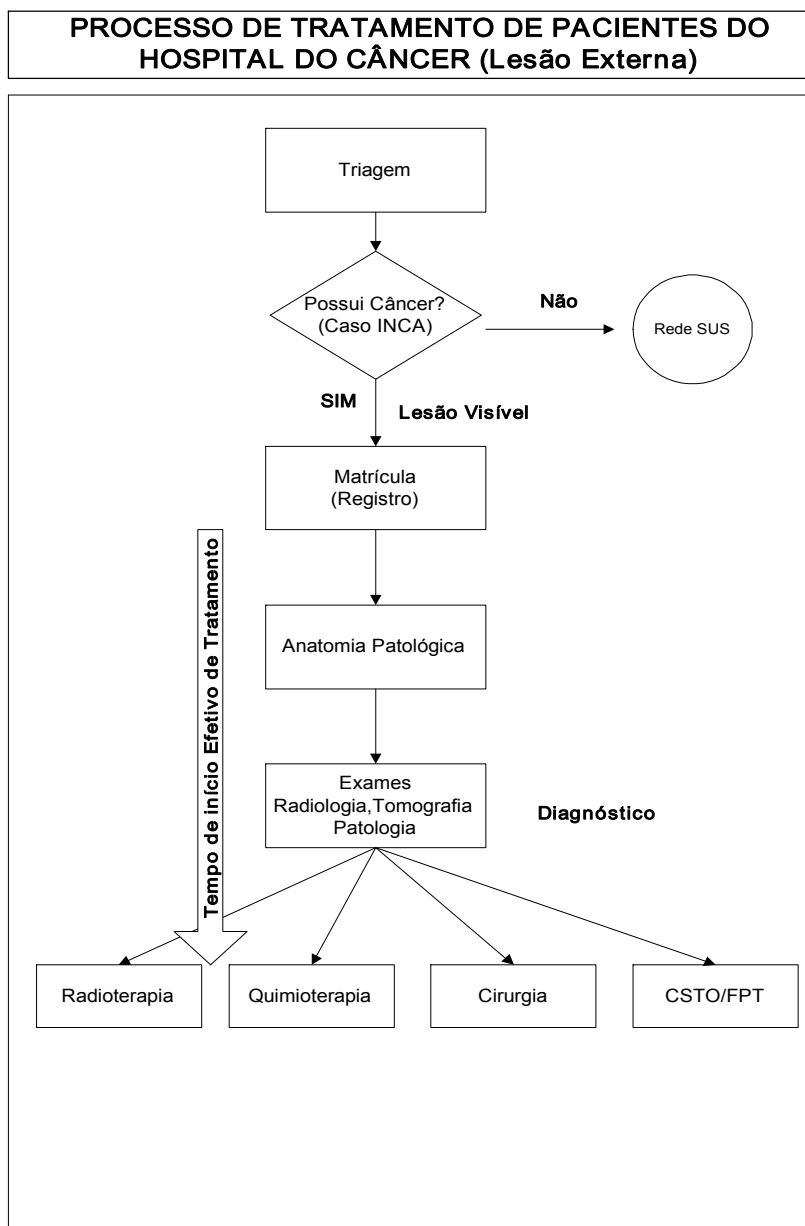 PROCESSO DE TRATAMENTO DE PACIENTES DO
HOSPITAL DO CÂNCER (Lesão Externa)
Triagem
Possui Câncer?
(Caso INCA)
Não
Rede SUS
SIM
Lesão Visível
Matrícula
(Registro)
Tempo de início Efetivo de Tratamento
Anatomia Patológica
Exames
Radiologia,Tomografia
Patologia
Diagnóstico
Radioterapia
Quimioterapia
Cirurgia
CSTO/FPT